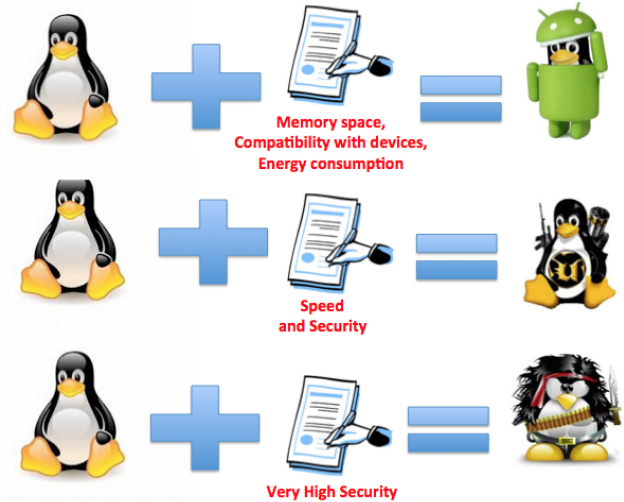 Memory space,
Compatibility with devices,
Energy consumption
Speed
and Security
Very High Security